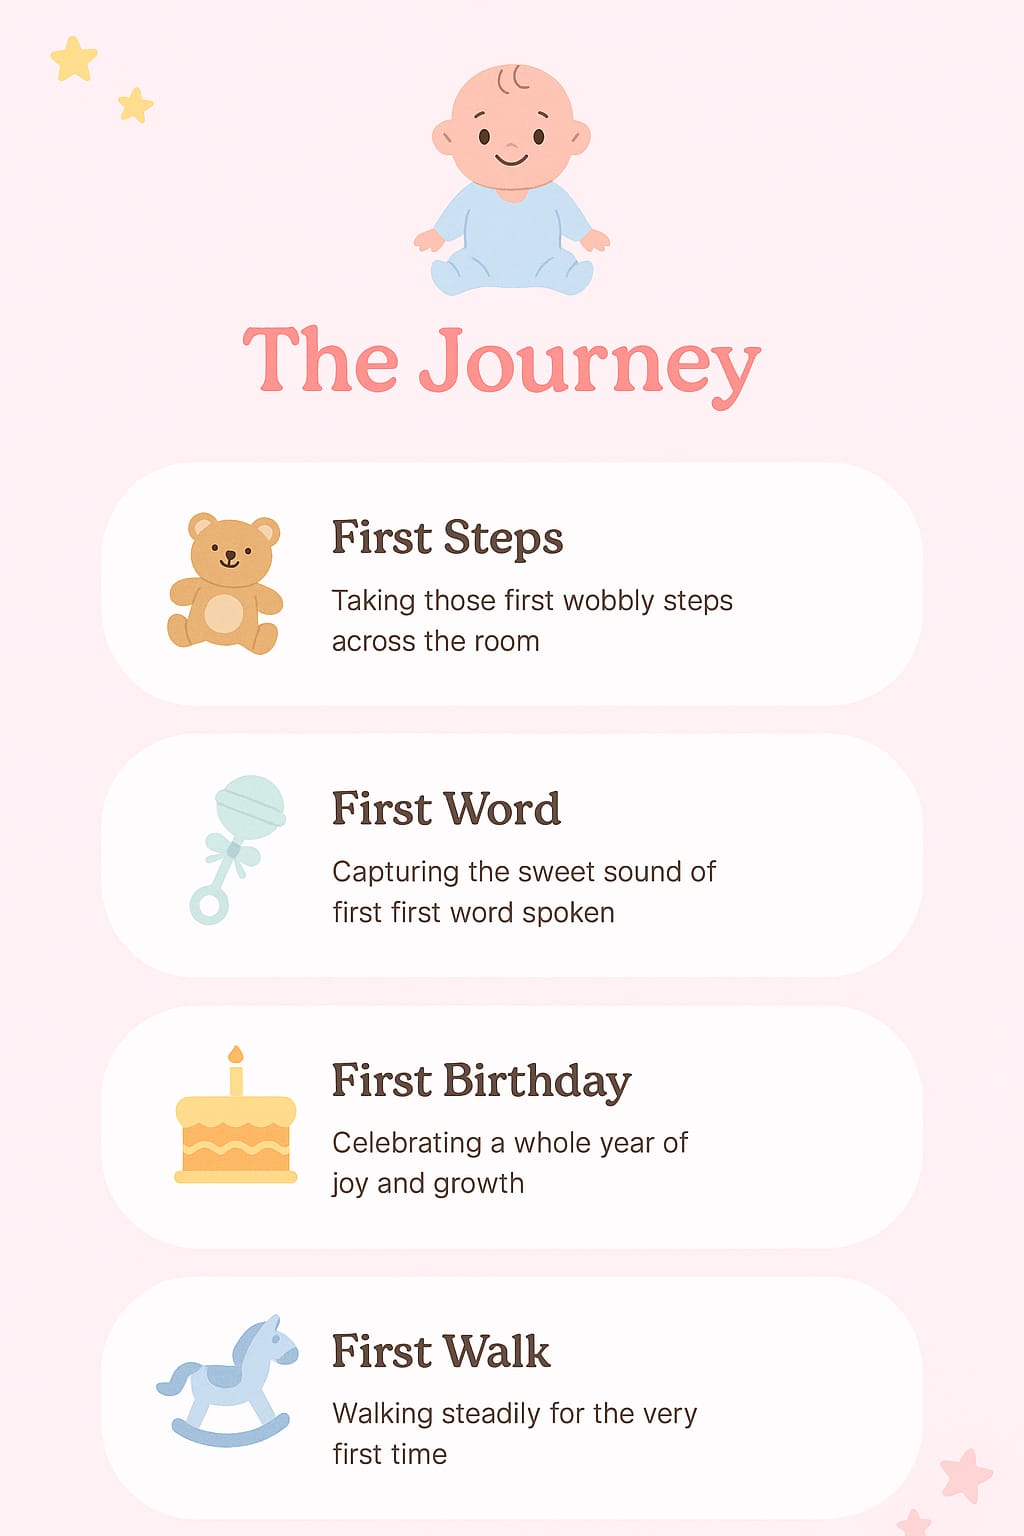 The Journey
First Steps
Taking those first wobbly steps
across the room
First Word
Capturing the sweet sound of
first first word spoken
First Birthday
Celebrating a whole year of
joy and growth
First Walk
Walking steadily for the very
first time